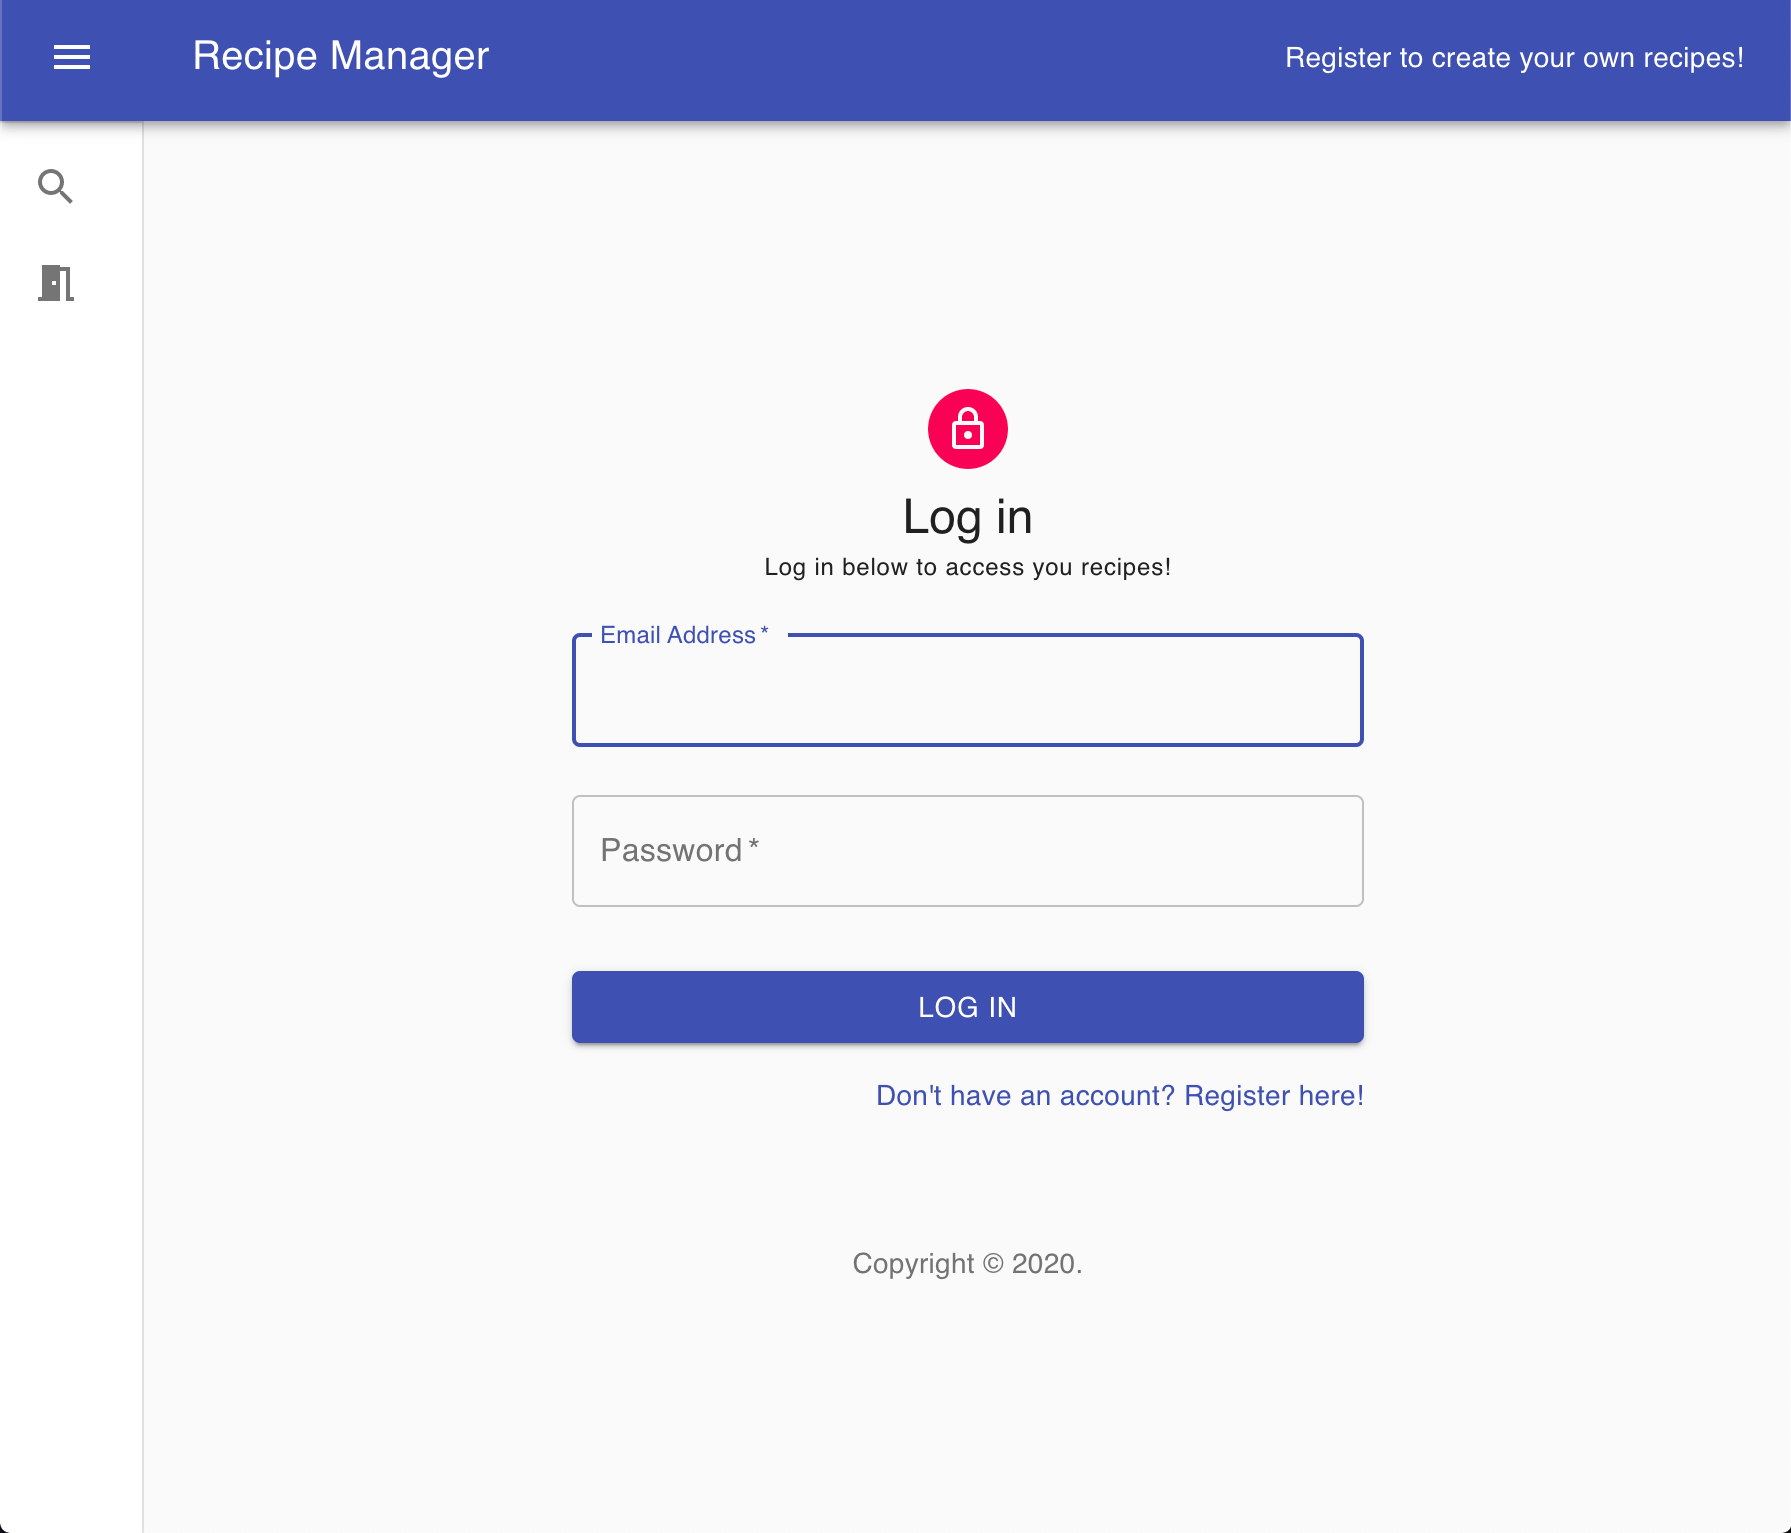 Recipe Manager
Register to create your own recipes!
Log in
Log in below to access you recipes!
Email Address *
Password *
LOG IN
Don't have an account? Register here!
Copyright © 2020.